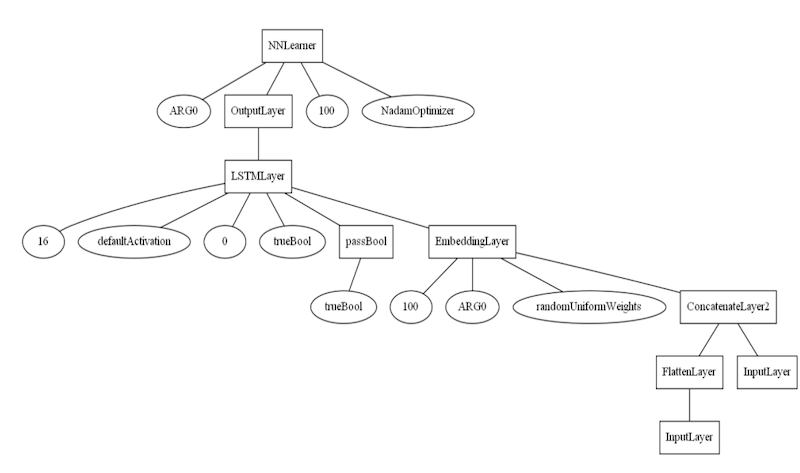 NNLearner
ARG0
OutputLayer
100
NadamOptimizer
LSTMLayer
16
defaultActivation
0
trueBool
passBool
EmbeddingLayer
trueBool
100
ARG0
randomUniformWeights
ConcatenateLayer2
FlattenLayer
InputLayer
InputLayer